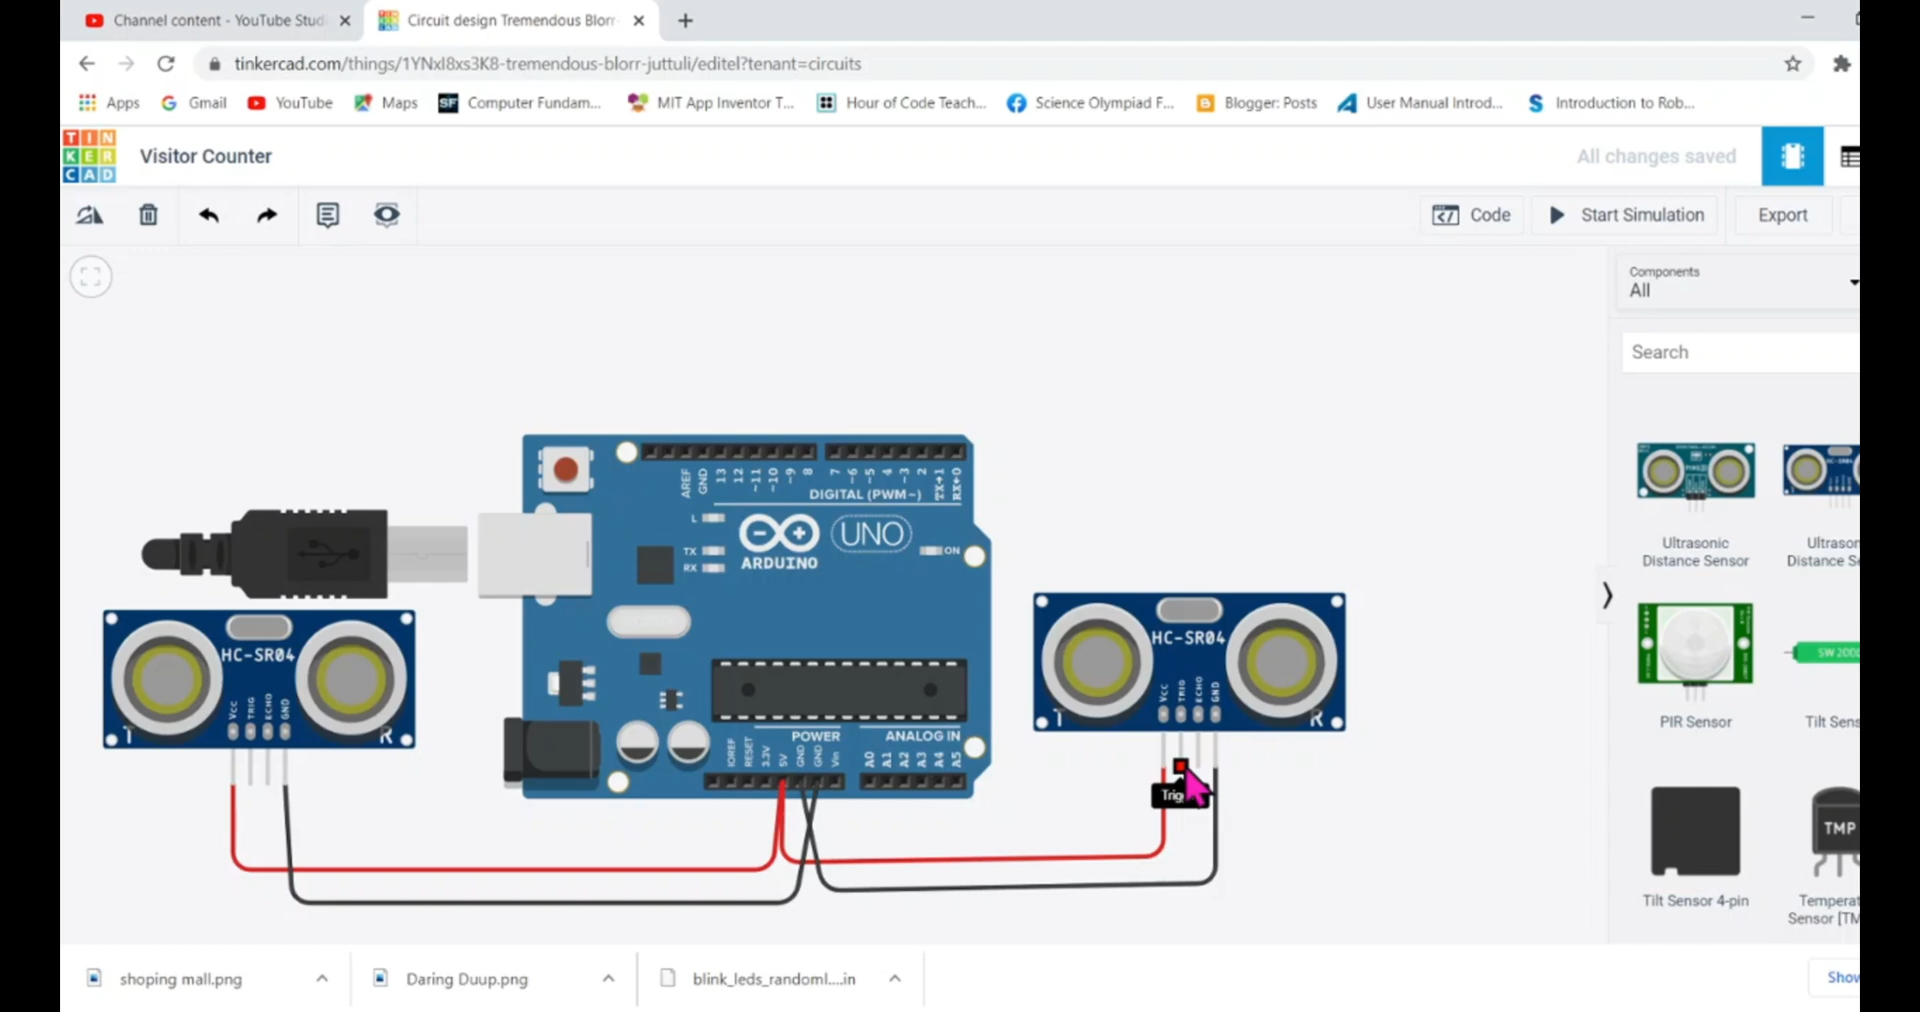 Channel content - YouTube Studi
Circuit design Tremendous Blorr
tinkercad.com/things/1YNxI8xs3K8-tremendous-blorr-juttuli/editel?tenant=circuits
Apps
Gmail
YouTube
Maps
SF
Computer Fundam...
MIT App Inventor T...
Hour of Code Teach...
Science Olympiad F...
Blogger: Posts
User Manual Introd...
Introduction to Rob...
TIN
KER
CAD
Visitor Counter
All changes saved
Code
Start Simulation
Export
Components
All
Search
AREF
GND
13
12
~11
~10
~9
8
7
~6
~5
4
~3
2
TX→1
RX←0
DIGITAL (PWM~)
L
TX
RX
ARDUINO
UNO
ON
HC-SR04
VCC
TRIG
ECHO
GND
T
R
POWER
ANALOG IN
IOREF
RESET
3.3V
5V
GND
GND
Vin
A0
A1
A2
A3
A4
A5
HC-SR04
VCC
TRIG
ECHO
GND
T
R
Trig
Ultrasonic
Distance Sensor
Ultrason
Distance Se
PIR Sensor
SW 200
Tilt Sens
TMP
Tilt Sensor 4-pin
Temperat
Sensor [TM
shoping mall.png
Daring Duup.png
blink_leds_randoml....in
Show